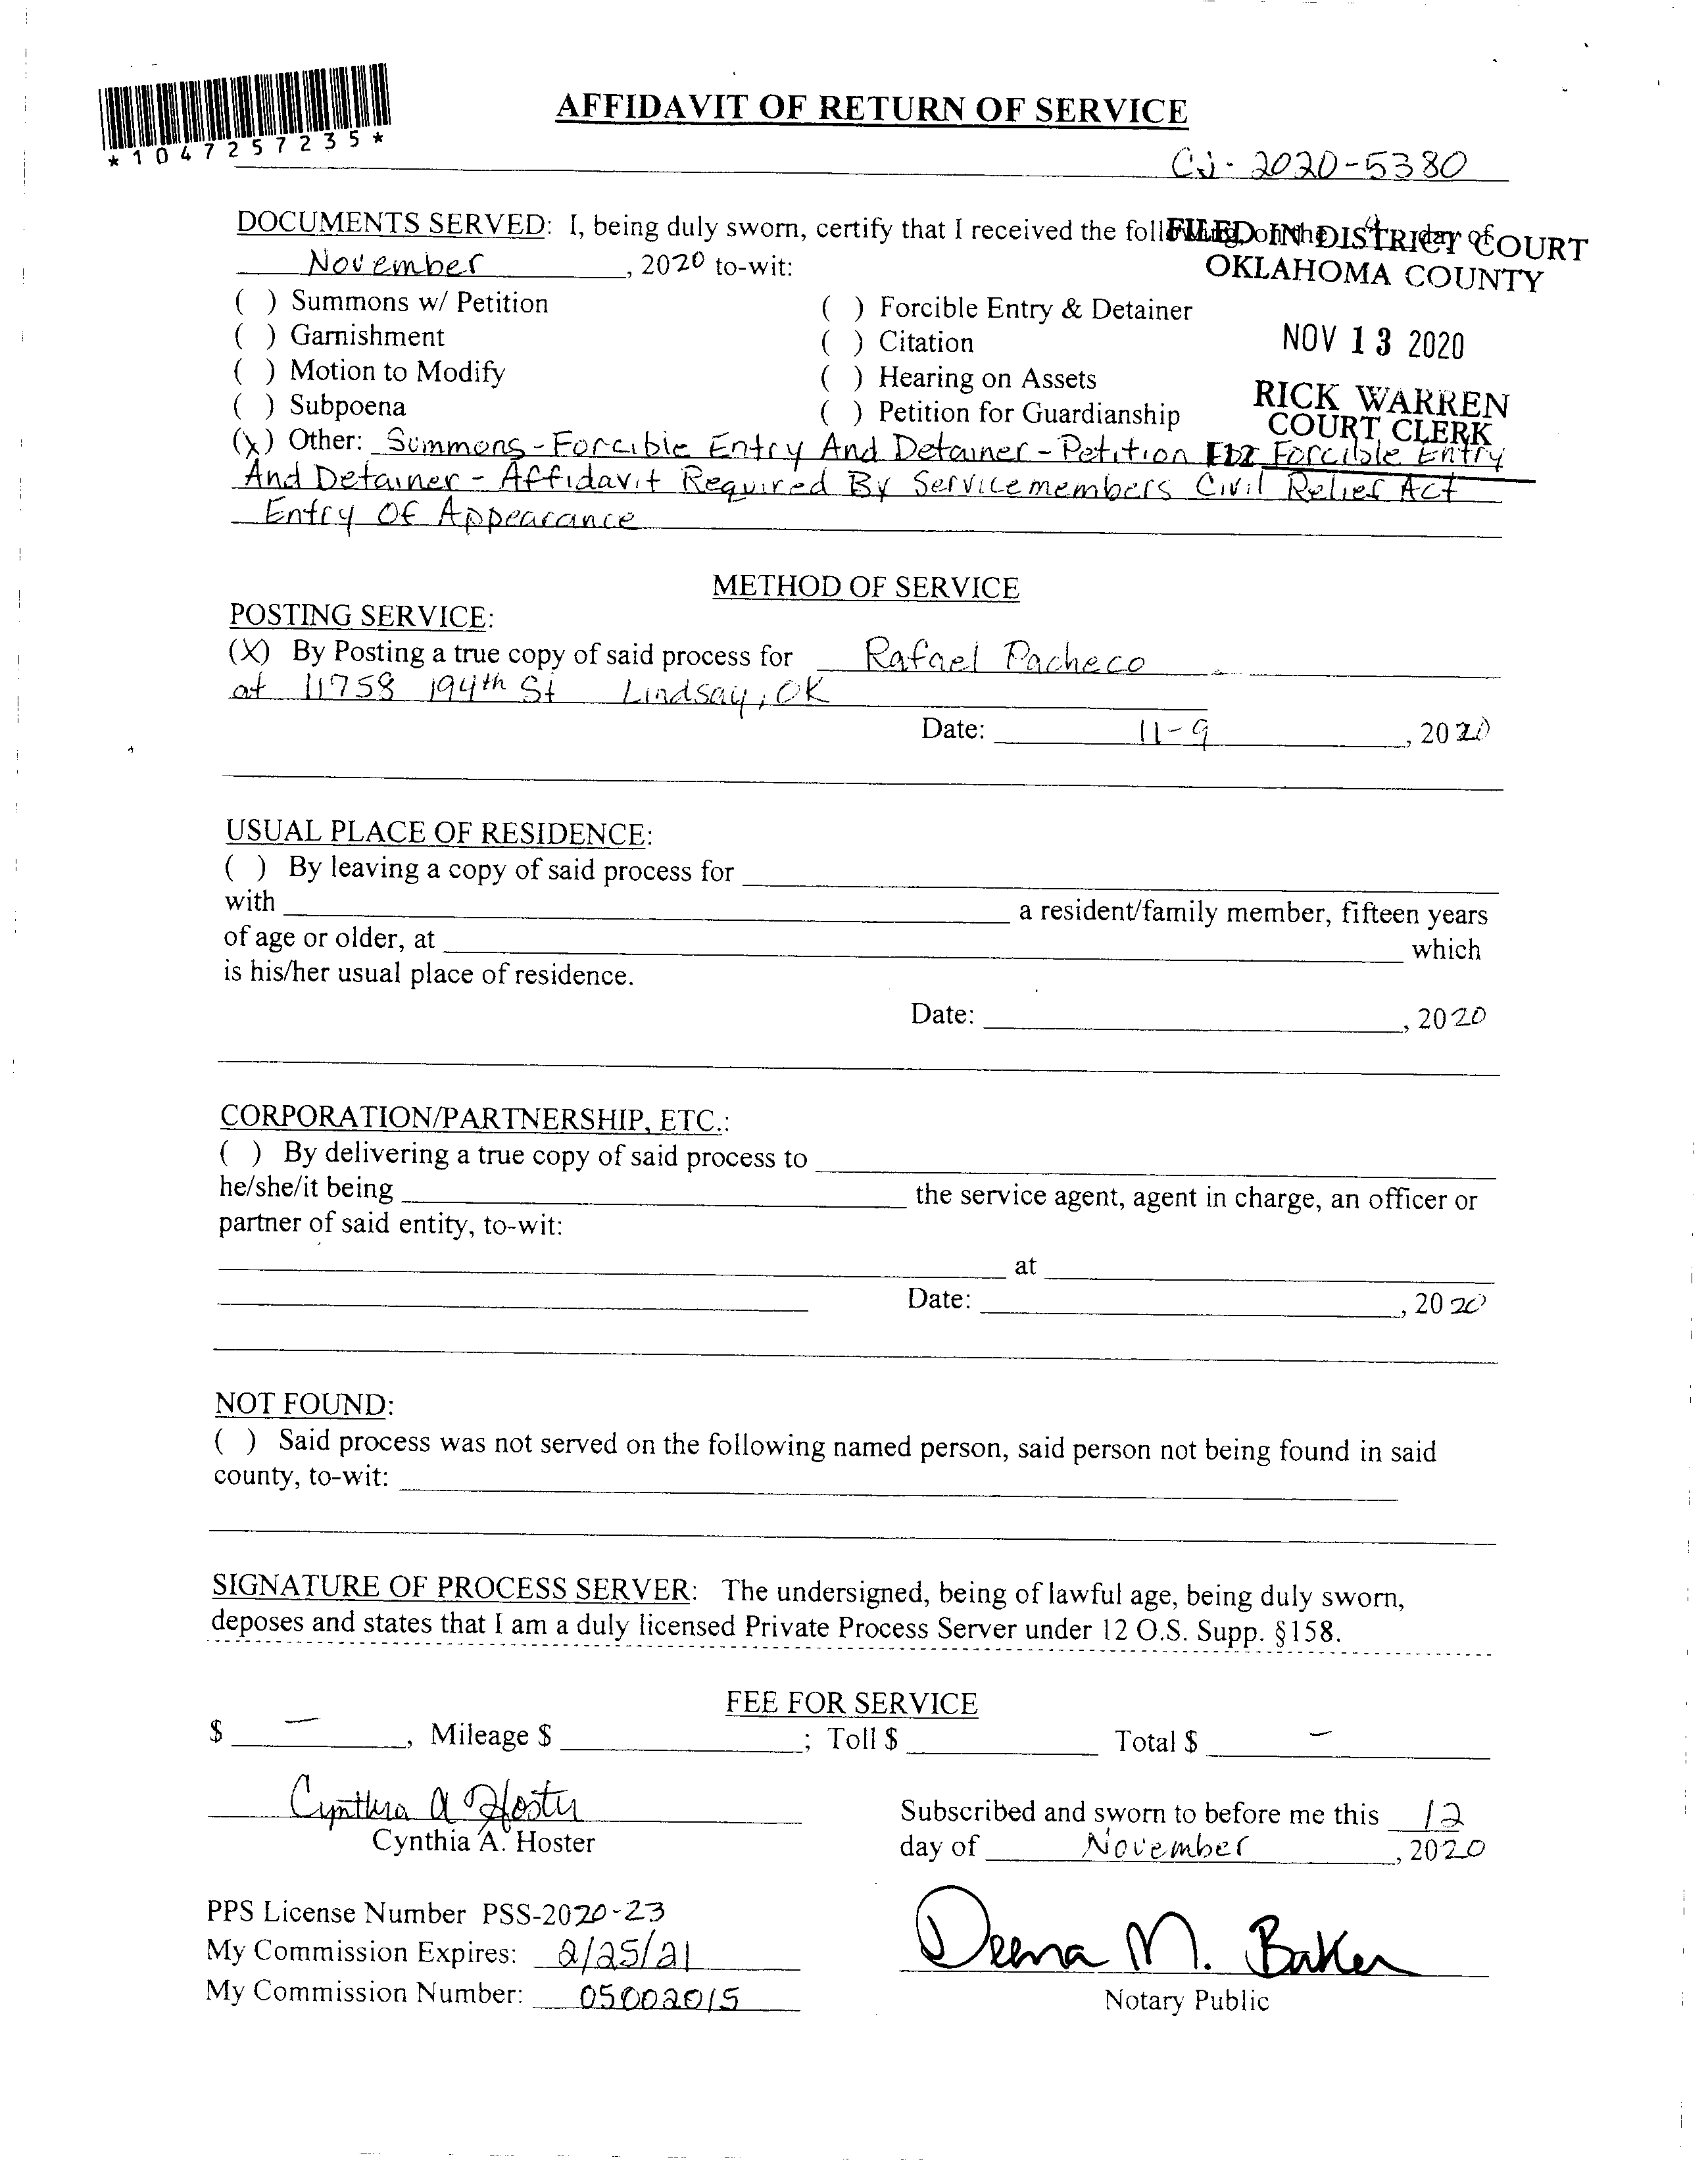 AFFIDAVIT OF RETURN OF SERVICE
*1047257235*
CJ-2020-5380
DOCUMENTS SERVED: I, being duly sworn, certify that I received the following on the 4 day of
FILED IN DISTRICT COURT
November, 2020 to-wit:
OKLAHOMA COUNTY
( ) Summons w/ Petition
( ) Forcible Entry & Detainer
( ) Garnishment
( ) Citation
NOV 13 2020
( ) Motion to Modify
( ) Hearing on Assets
( ) Subpoena
( ) Petition for Guardianship
RICK WARREN
COURT CLERK
(x) Other: Summons - Forcible Entry And Detainer - Petition For Forcible Entry
And Detainer - Affidavit Required By Servicemembers Civil Relief Act
Entry Of Appearance
METHOD OF SERVICE
POSTING SERVICE:
(X) By Posting a true copy of said process for Rafael Pacheco
at 11758 194th St Lindsay, OK
Date: 11-9, 2020
USUAL PLACE OF RESIDENCE:
( ) By leaving a copy of said process for
with a resident/family member, fifteen years
of age or older, at which
is his/her usual place of residence.
Date: , 2020
CORPORATION/PARTNERSHIP, ETC.:
( ) By delivering a true copy of said process to
he/she/it being the service agent, agent in charge, an officer or
partner of said entity, to-wit:
at
Date: , 2020
NOT FOUND:
( ) Said process was not served on the following named person, said person not being found in said
county, to-wit:
SIGNATURE OF PROCESS SERVER: The undersigned, being of lawful age, being duly sworn,
deposes and states that I am a duly licensed Private Process Server under 12 O.S. Supp. §158.
FEE FOR SERVICE
$ —, Mileage $ ; Toll $ Total $ —
Cynthia A Hoster
Cynthia A. Hoster
Subscribed and sworn to before me this 12
day of November, 2020
PPS License Number PSS-2020-23
My Commission Expires: 2/25/21
My Commission Number: 05002015
Deena M. Baker
Notary Public